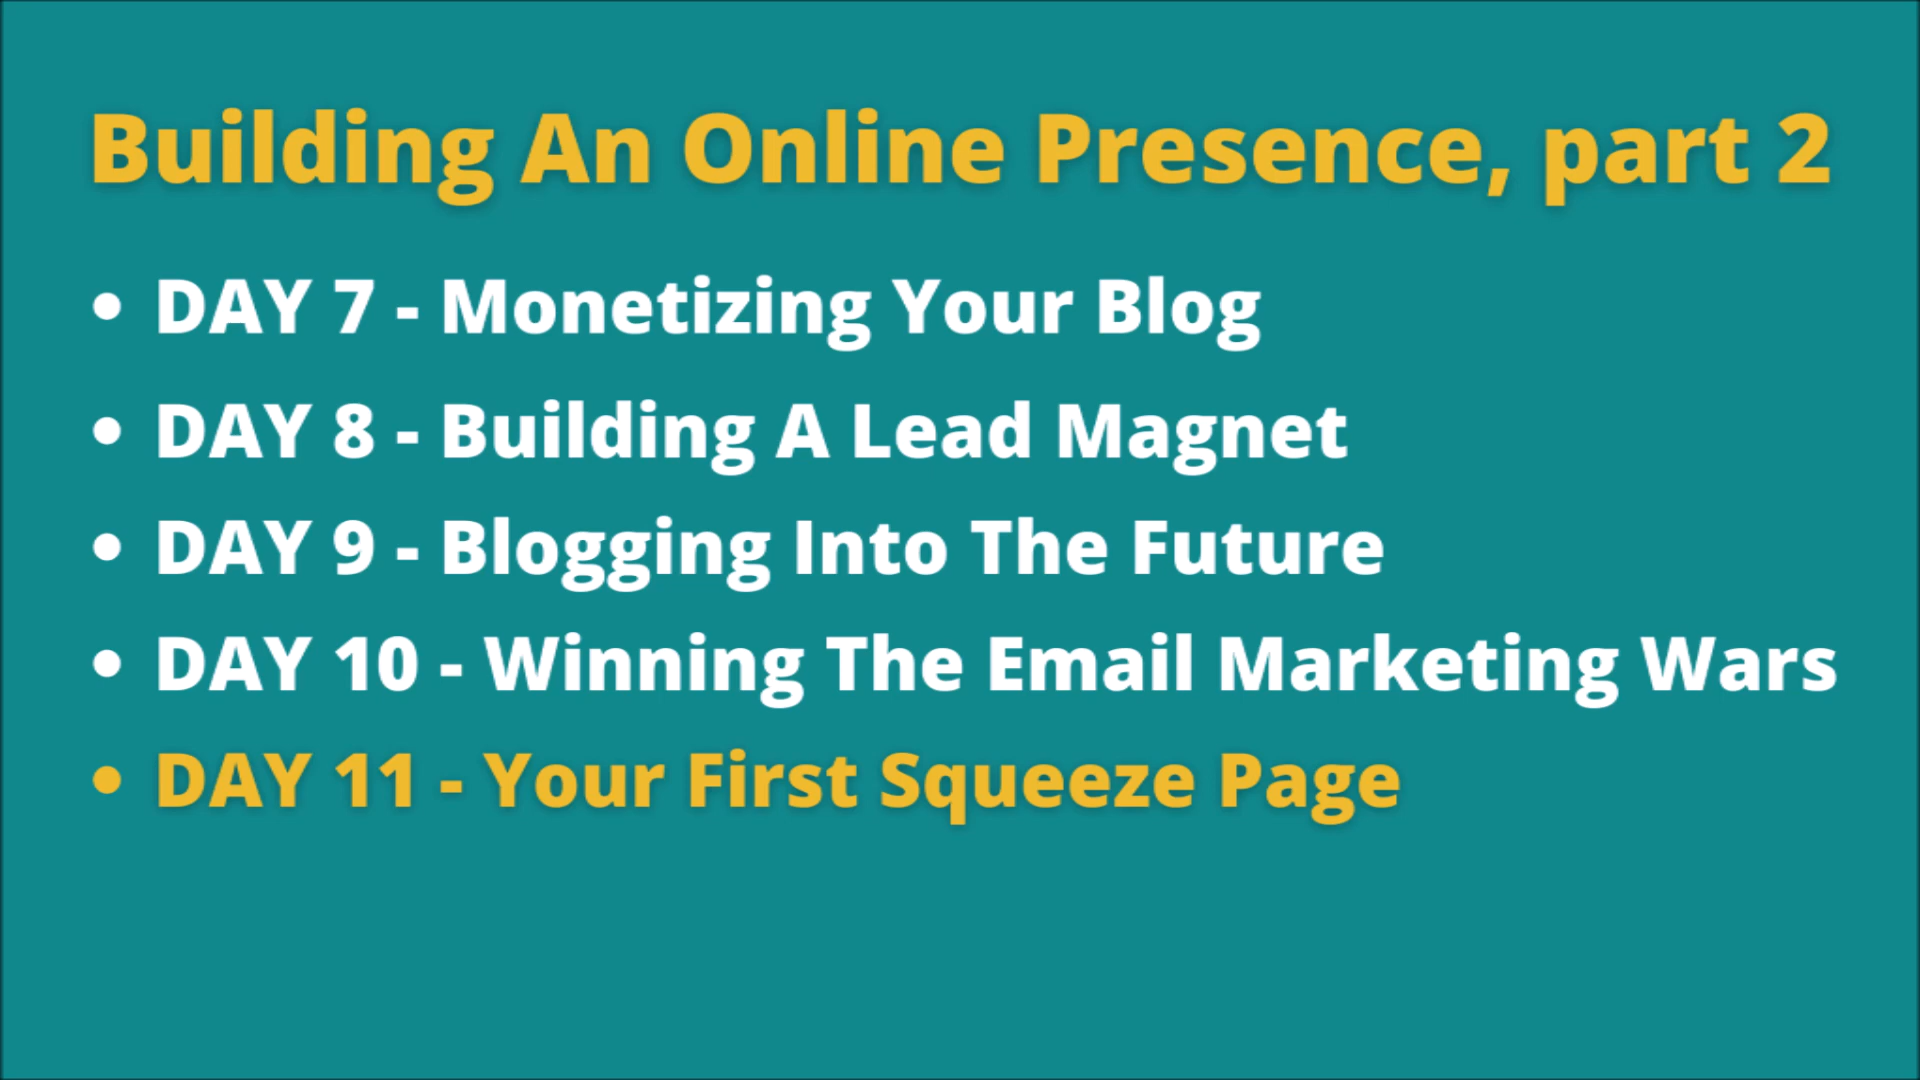 Building An Online Presence, part 2
• DAY 7 - Monetizing Your Blog
• DAY 8 - Building A Lead Magnet
• DAY 9 - Blogging Into The Future
• DAY 10 - Winning The Email Marketing Wars
• DAY 11 - Your First Squeeze Page